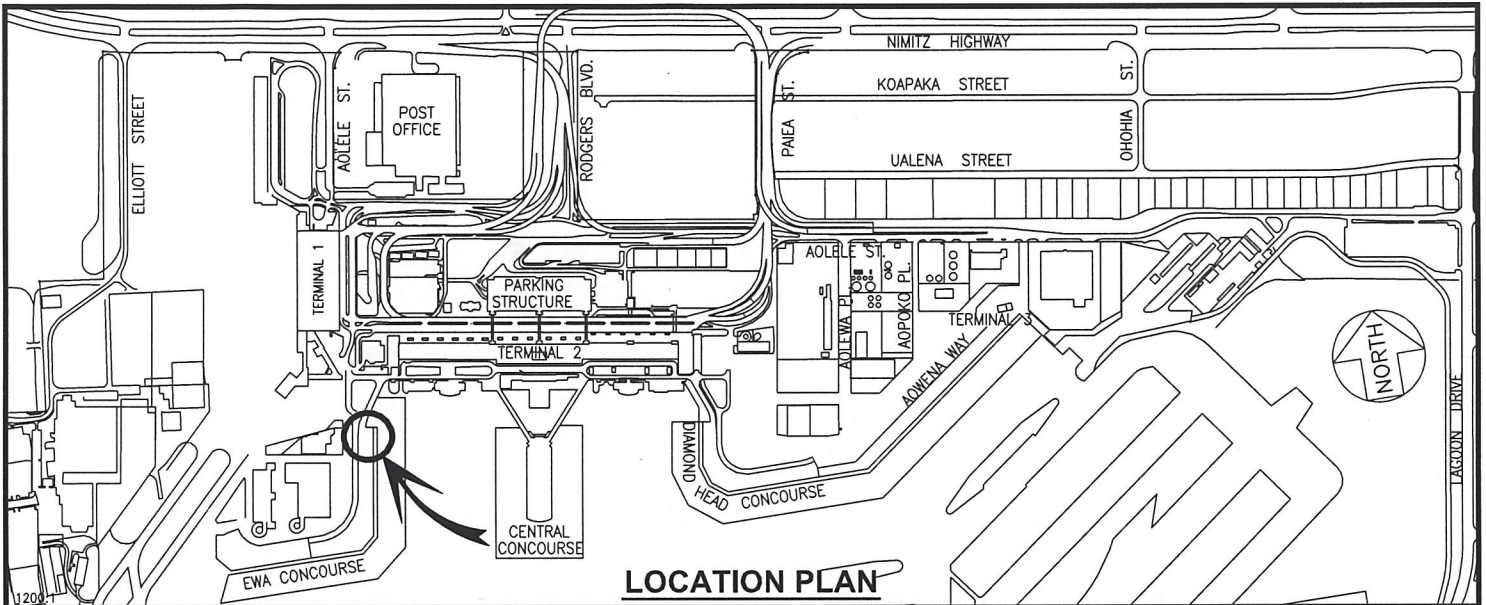 NIMITZ HIGHWAY
ELLIOTT STREET
AOLELE ST.
POST
OFFICE
RODGERS BLVD.
PAIEA ST.
KOAPAKA STREET
OHOHIA ST.
UALENA STREET
TERMINAL 1
PARKING
STRUCTURE
TERMINAL 2
AOLELE ST.
AOLEWA PL.
AOPOKO PL.
TERMINAL 3
AOWENA WAY
NORTH
LAGOON DRIVE
DIAMOND
HEAD CONCOURSE
CENTRAL
CONCOURSE
EWA CONCOURSE
LOCATION PLAN
1200:1